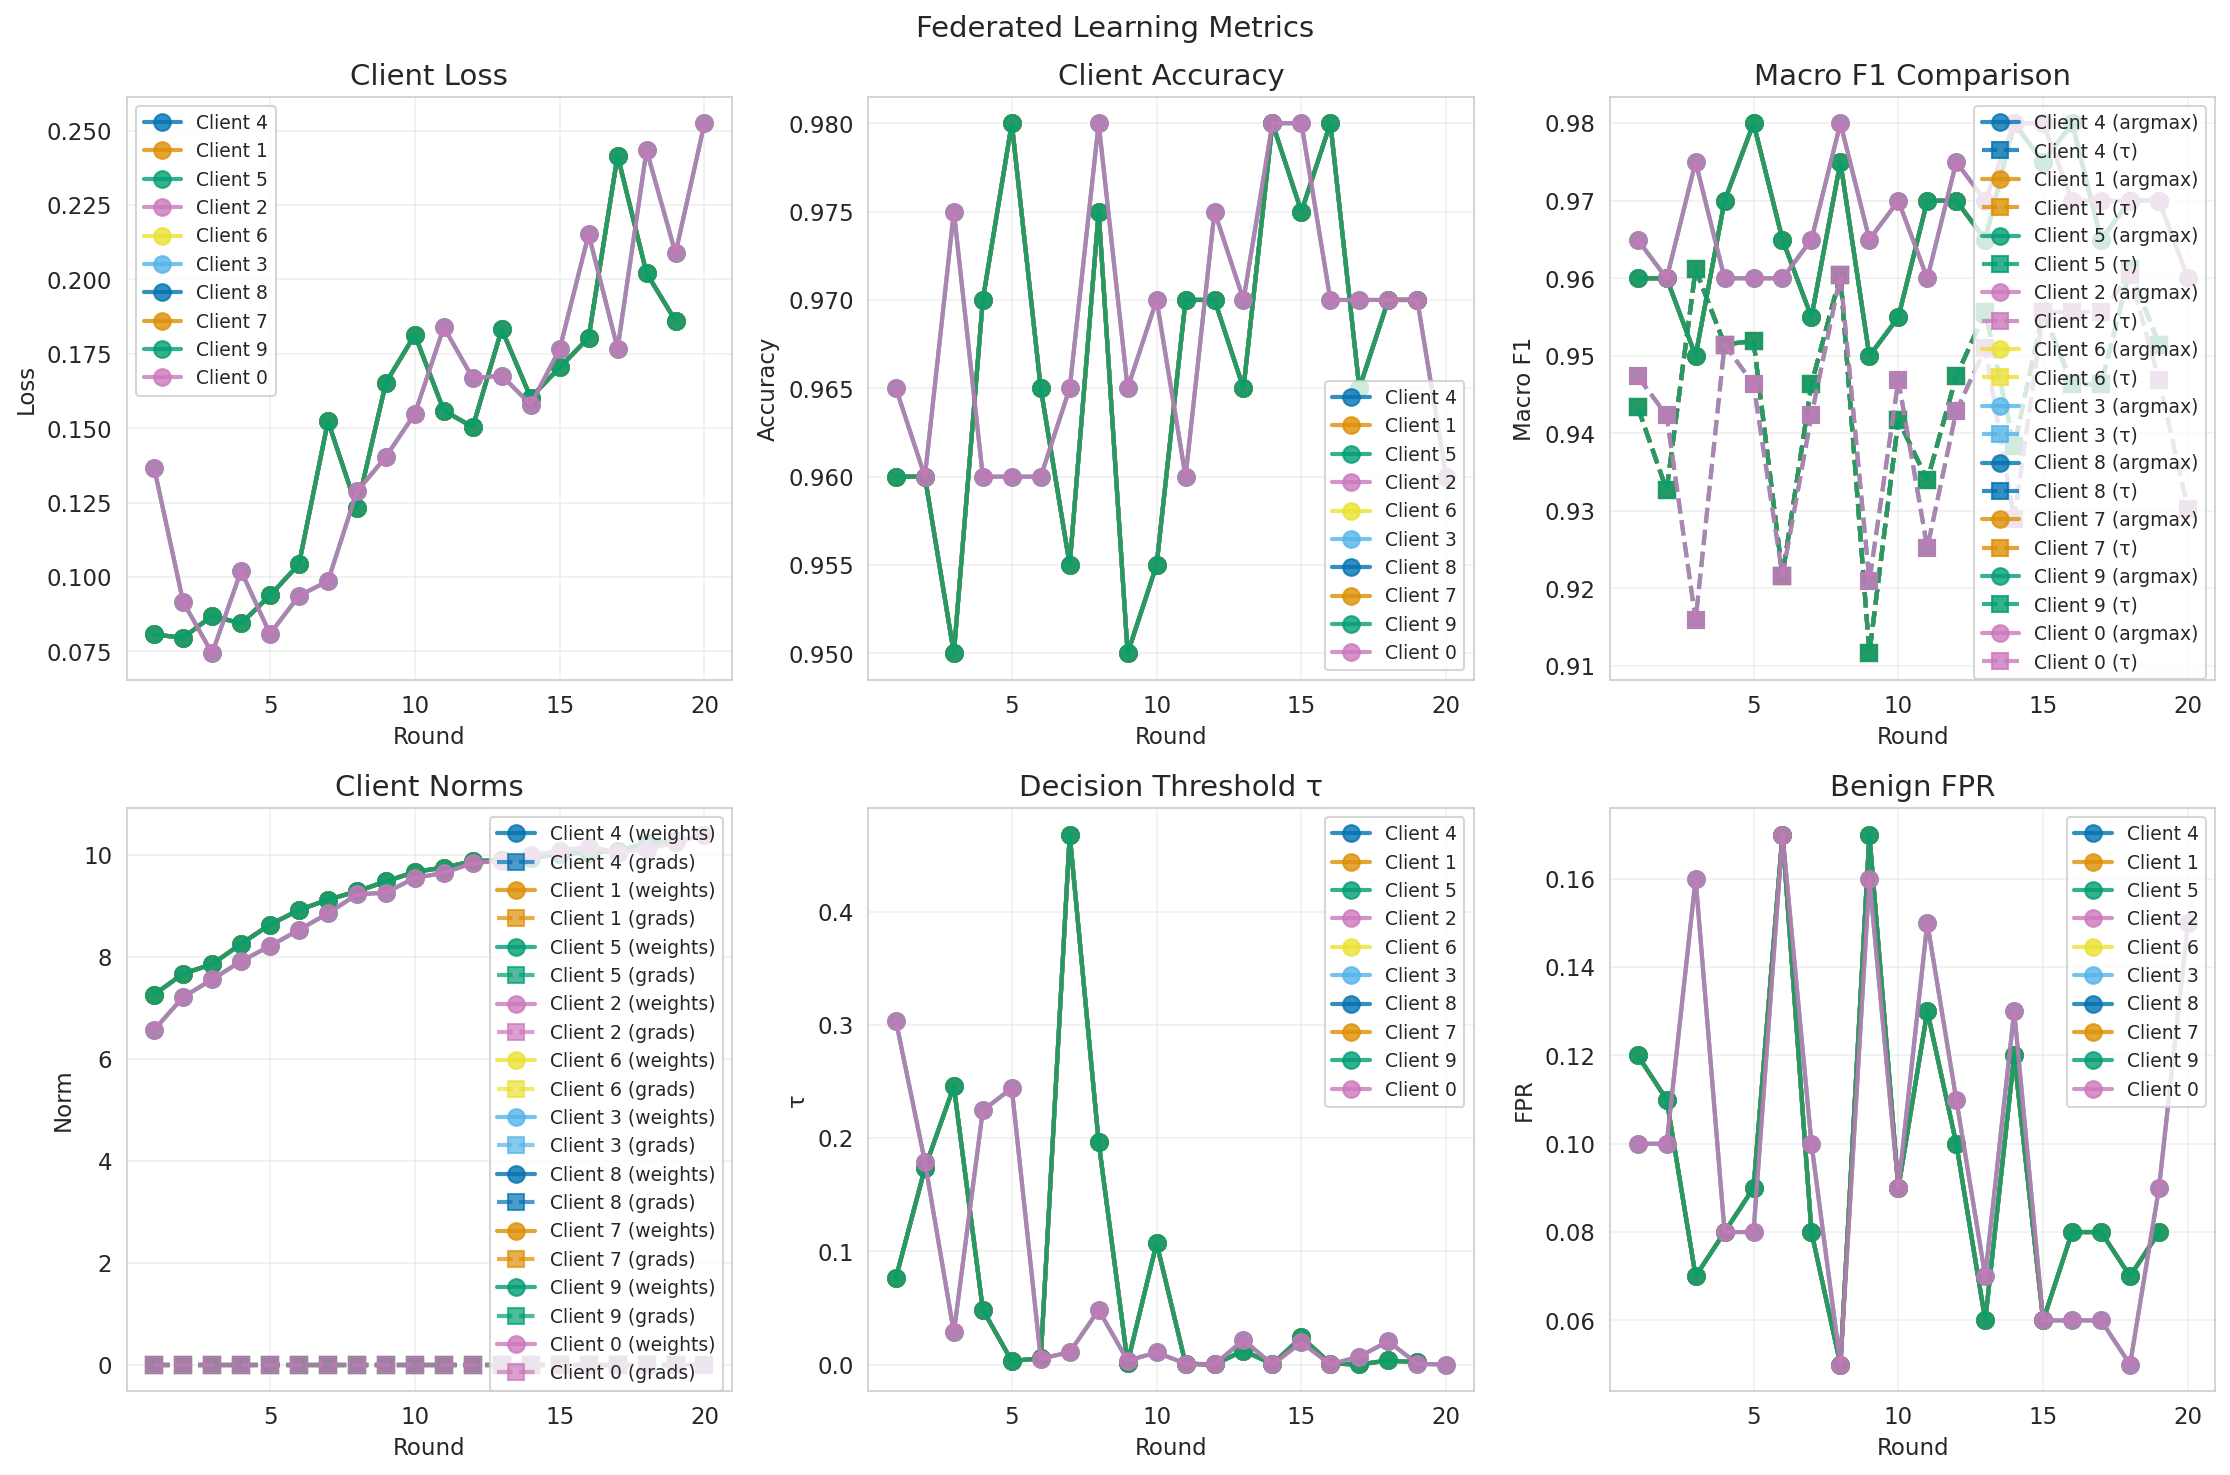 Federated Learning Metrics
Client Loss
Loss
0.250
0.225
0.200
0.175
0.150
0.125
0.100
0.075
5
10
15
20
Round
Client 4
Client 1
Client 5
Client 2
Client 6
Client 3
Client 8
Client 7
Client 9
Client 0
Client Accuracy
Accuracy
0.980
0.975
0.970
0.965
0.960
0.955
0.950
5
10
15
20
Round
Client 4
Client 1
Client 5
Client 2
Client 6
Client 3
Client 8
Client 7
Client 9
Client 0
Macro F1 Comparison
Macro F1
0.98
0.97
0.96
0.95
0.94
0.93
0.92
0.91
5
10
15
20
Round
Client 4 (argmax)
Client 4 (τ)
Client 1 (argmax)
Client 1 (τ)
Client 5 (argmax)
Client 5 (τ)
Client 2 (argmax)
Client 2 (τ)
Client 6 (argmax)
Client 6 (τ)
Client 3 (argmax)
Client 3 (τ)
Client 8 (argmax)
Client 8 (τ)
Client 7 (argmax)
Client 7 (τ)
Client 9 (argmax)
Client 9 (τ)
Client 0 (argmax)
Client 0 (τ)
Client Norms
Norm
10
8
6
4
2
0
5
10
15
20
Round
Client 4 (weights)
Client 4 (grads)
Client 1 (weights)
Client 1 (grads)
Client 5 (weights)
Client 5 (grads)
Client 2 (weights)
Client 2 (grads)
Client 6 (weights)
Client 6 (grads)
Client 3 (weights)
Client 3 (grads)
Client 8 (weights)
Client 8 (grads)
Client 7 (weights)
Client 7 (grads)
Client 9 (weights)
Client 9 (grads)
Client 0 (weights)
Client 0 (grads)
Decision Threshold τ
τ
0.4
0.3
0.2
0.1
0.0
5
10
15
20
Round
Client 4
Client 1
Client 5
Client 2
Client 6
Client 3
Client 8
Client 7
Client 9
Client 0
Benign FPR
FPR
0.16
0.14
0.12
0.10
0.08
0.06
5
10
15
20
Round
Client 4
Client 1
Client 5
Client 2
Client 6
Client 3
Client 8
Client 7
Client 9
Client 0